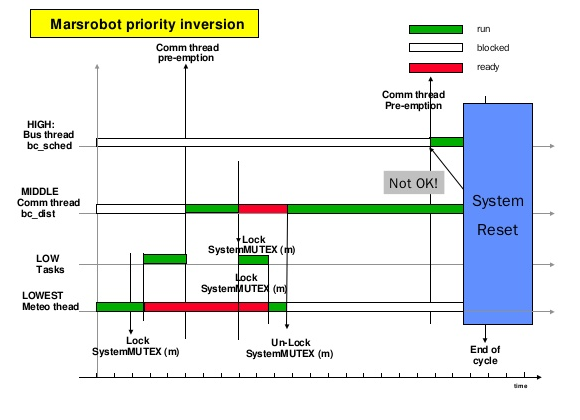 Marsrobot priority inversion
run
blocked
ready
Comm thread
pre-emption
Comm thread
Pre-emption
HIGH:
Bus thread
bc_sched
Not OK!
MIDDLE
Comm thread
bc_dist
System
Reset
Lock
SystemMUTEX (m)
LOW
Tasks
Lock
SystemMUTEX (m)
LOWEST
Meteo thead
Lock
SystemMUTEX (m)
Un-Lock
SystemMUTEX (m)
End of
cycle
time